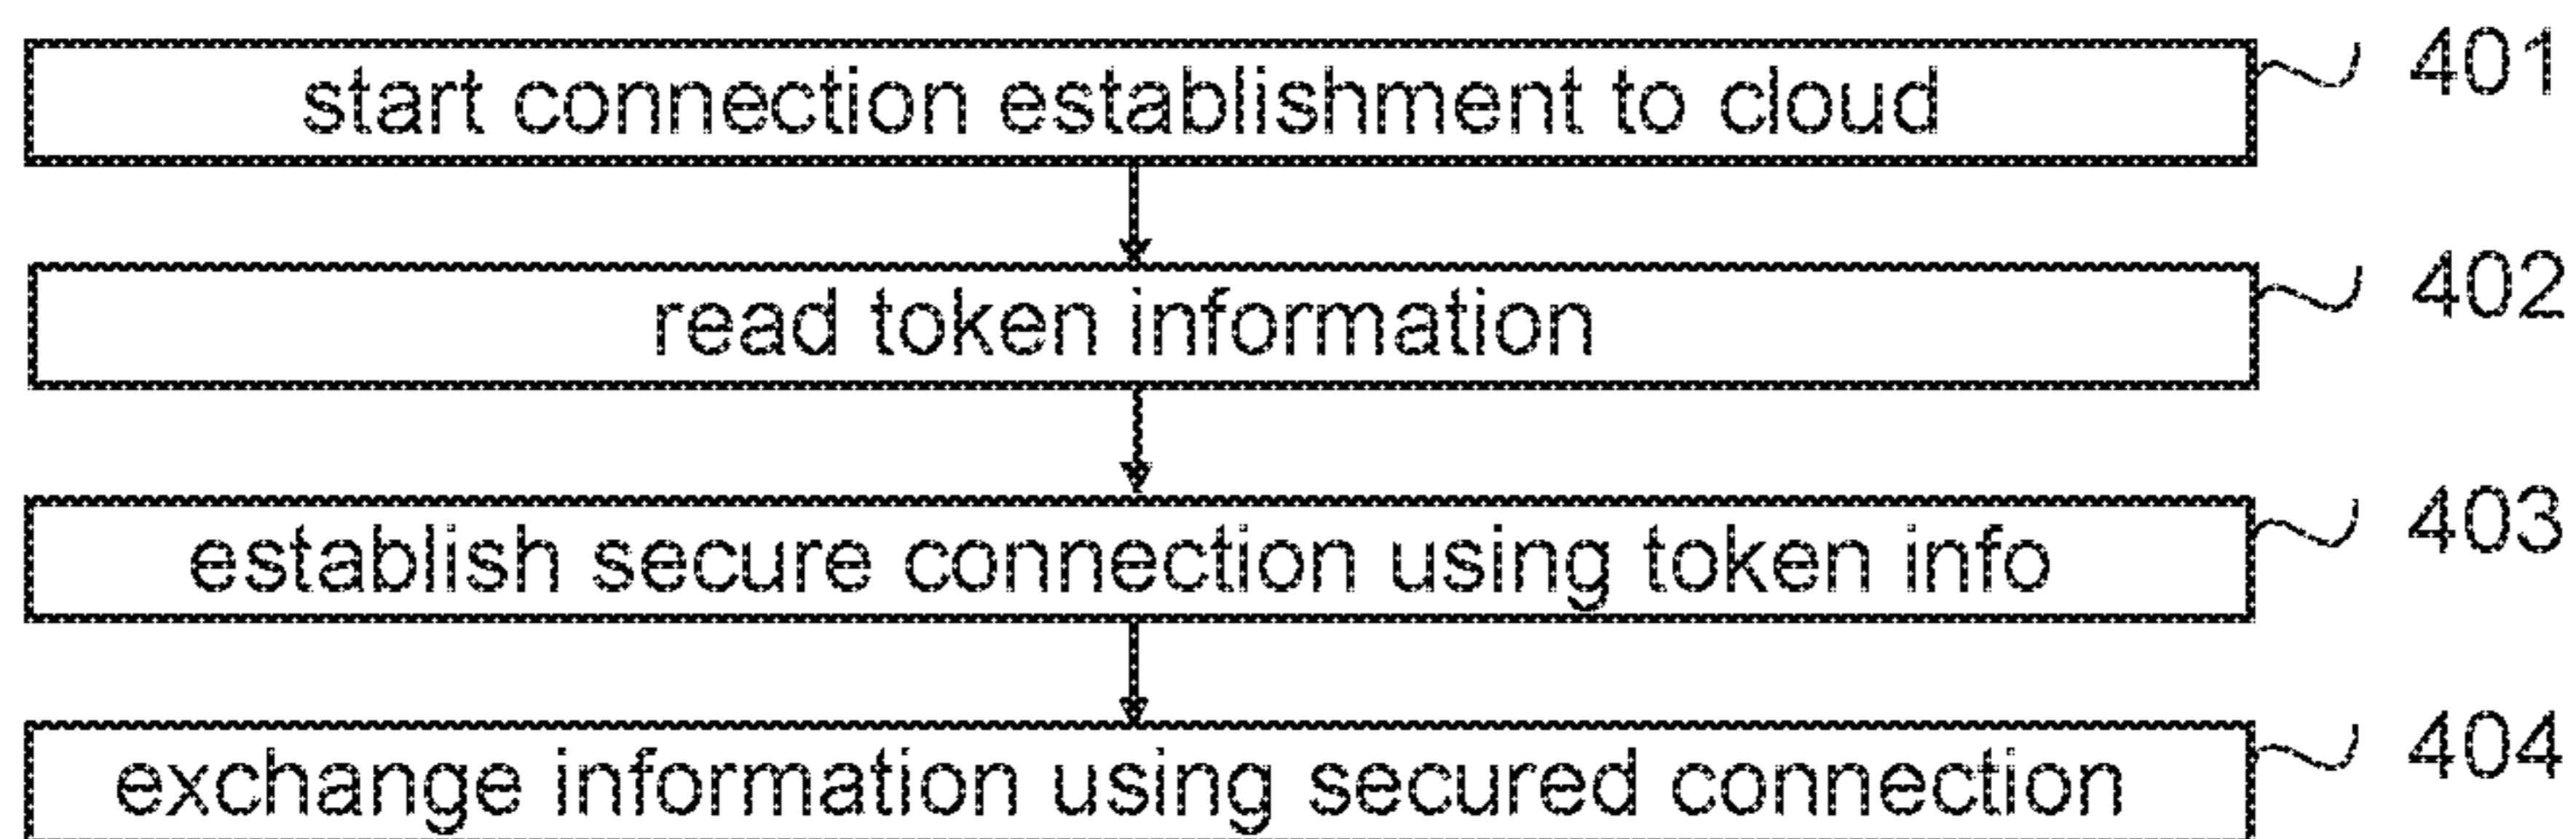 start connection establishment to cloud 401
read token information 402
establish secure connection using token info 403
exchange information using secured connection 404